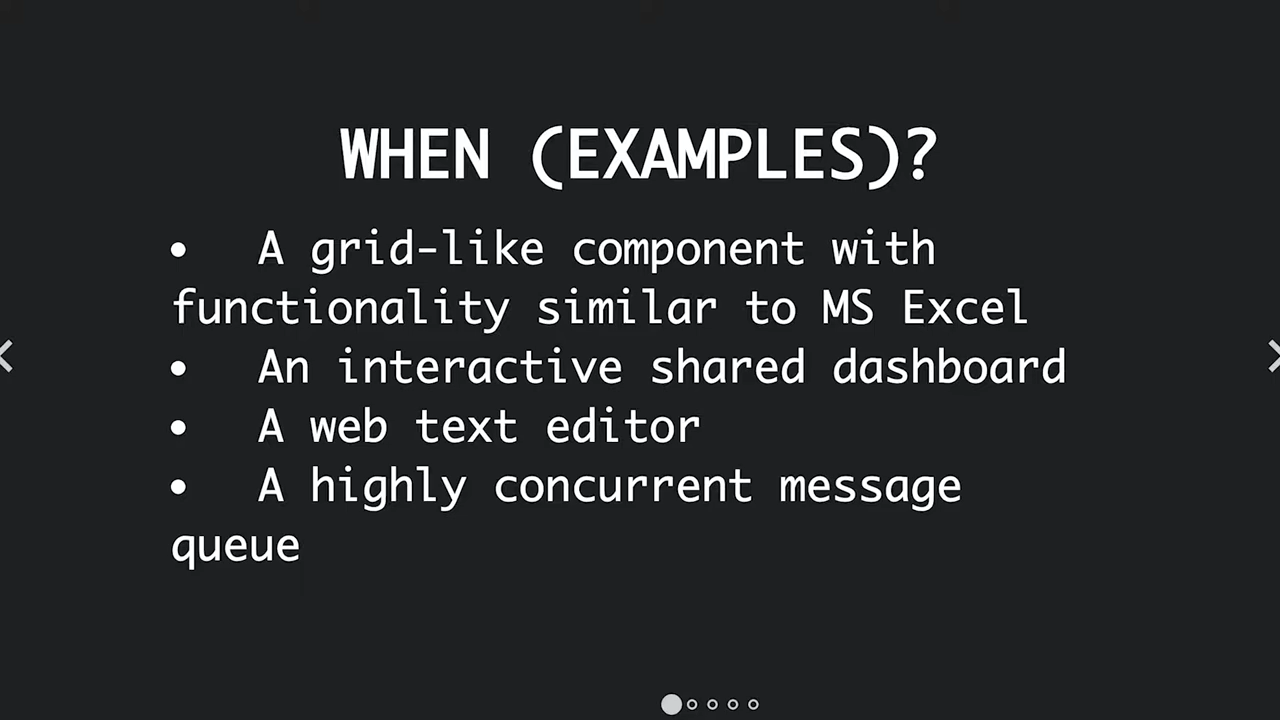 WHEN (EXAMPLES)?
• A grid-like component with
functionality similar to MS Excel
• An interactive shared dashboard
• A web text editor
• A highly concurrent message
queue